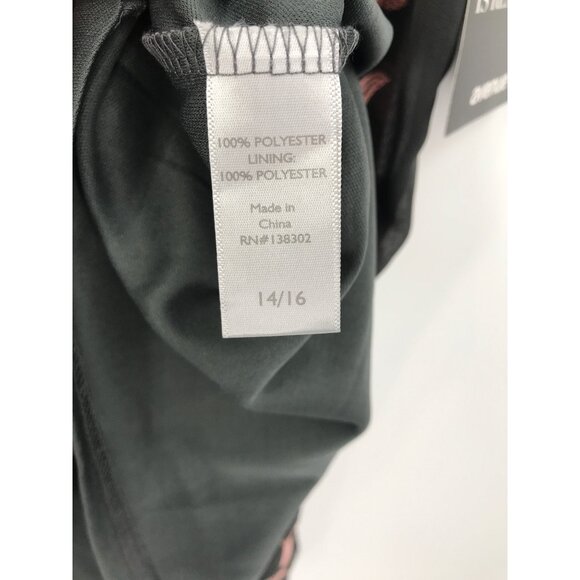 100% POLYESTER
LINING:
100% POLYESTER
Made in
China
RN#138302
14/16